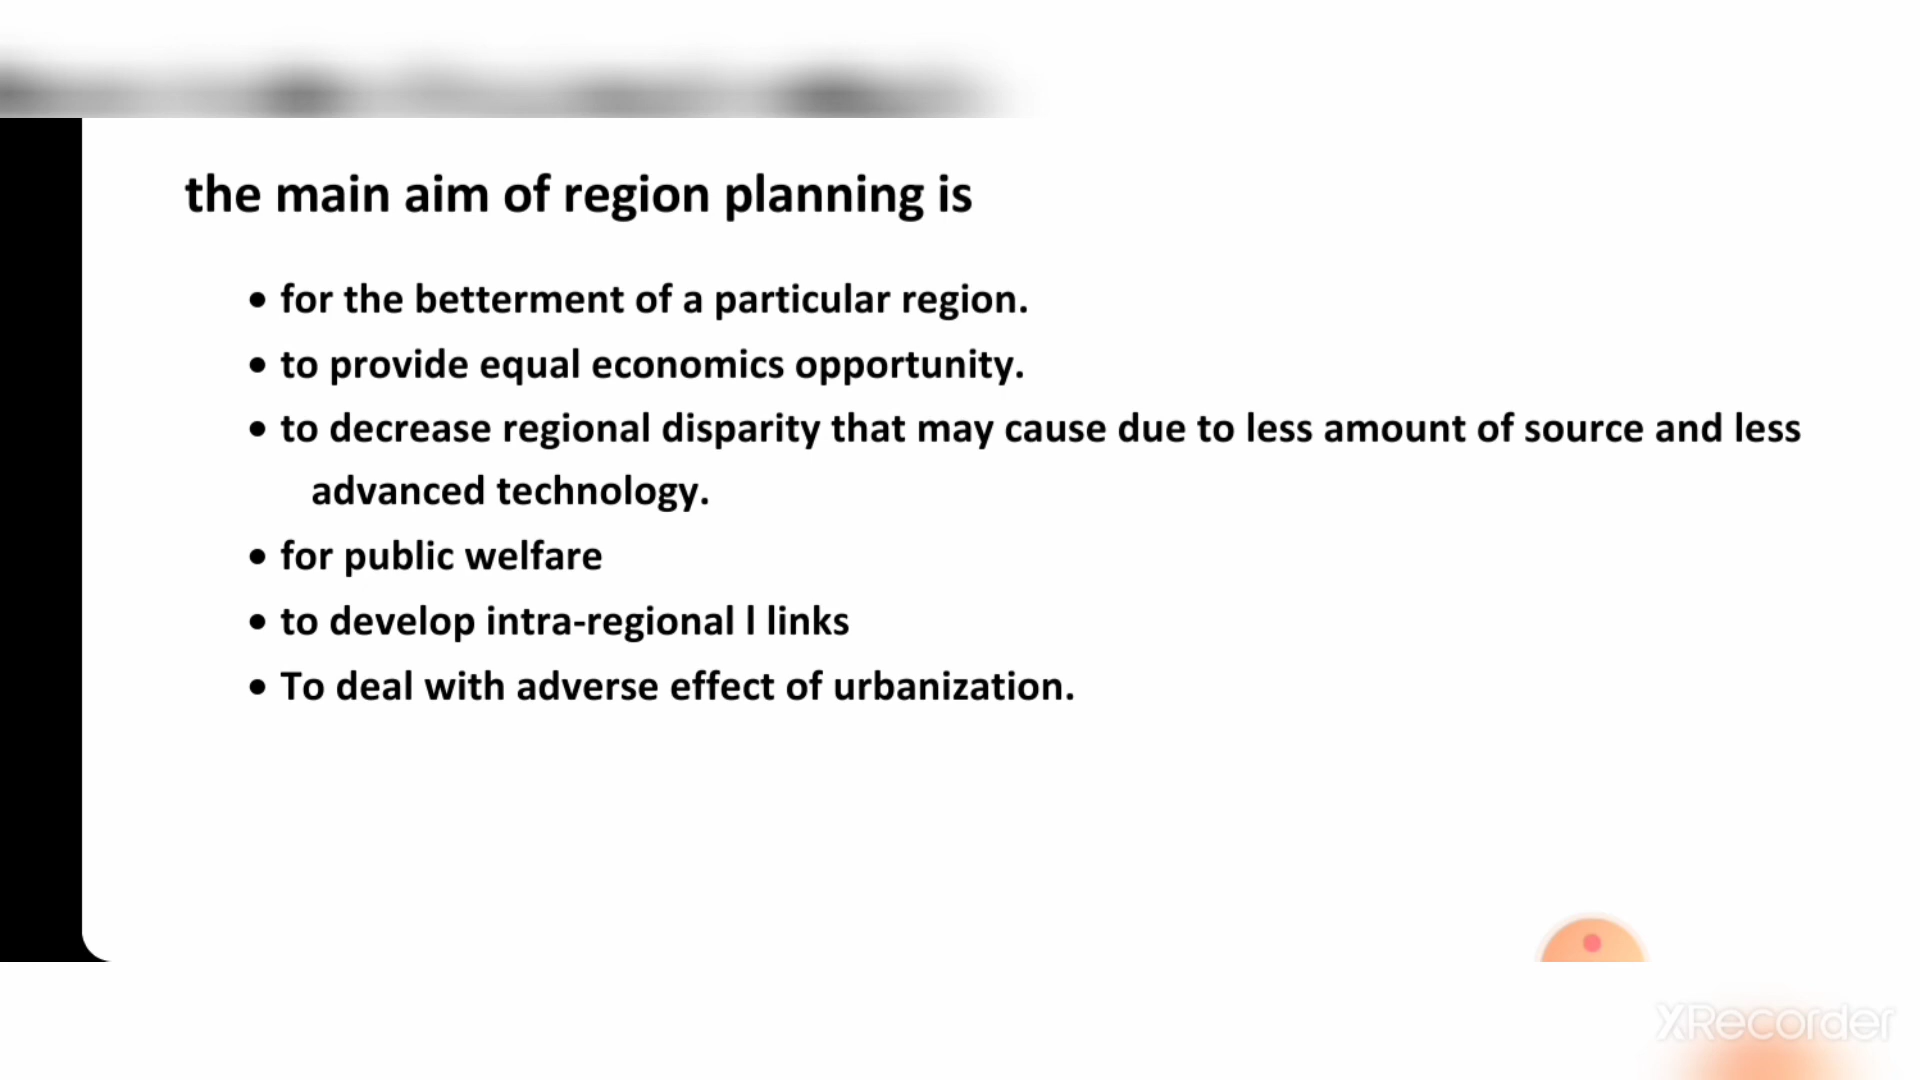 the main aim of region planning is
• for the betterment of a particular region.
• to provide equal economics opportunity.
• to decrease regional disparity that may cause due to less amount of source and less
advanced technology.
• for public welfare
• to develop intra-regional l links
• To deal with adverse effect of urbanization.
XRecorder